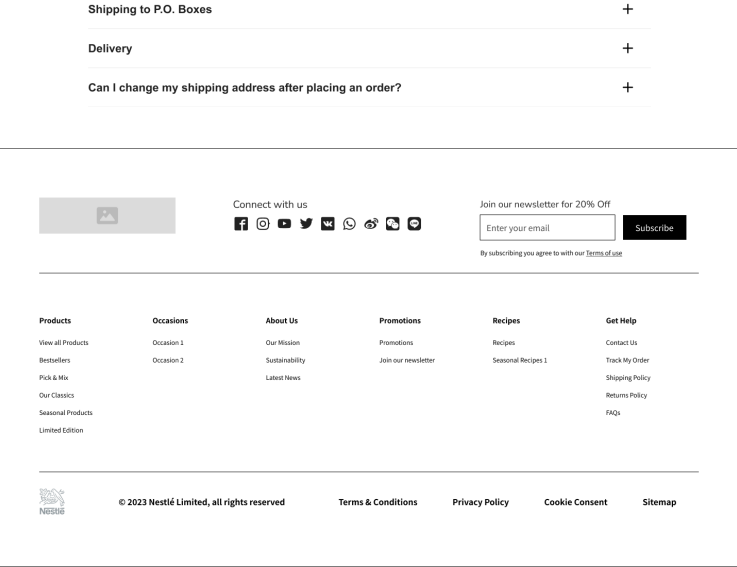 Shipping to P.O. Boxes
Delivery
Can I change my shipping address after placing an order?
Connect with us
Join our newsletter for 20% Off
Enter your email
Subscribe
By subscribing you agree to with our Terms of use
Products
View all Products
Bestsellers
Pick & Mix
Our Classics
Seasonal Products
Limited Edition
Occasions
Occasion 1
Occasion 2
About Us
Our Mission
Sustainability
Latest News
Promotions
Promotions
Join our newsletter
Recipes
Recipes
Seasonal Recipes 1
Get Help
Contact Us
Track My Order
Shipping Policy
Returns Policy
FAQs
Nestlé
© 2023 Nestlé Limited, all rights reserved
Terms & Conditions
Privacy Policy
Cookie Consent
Sitemap